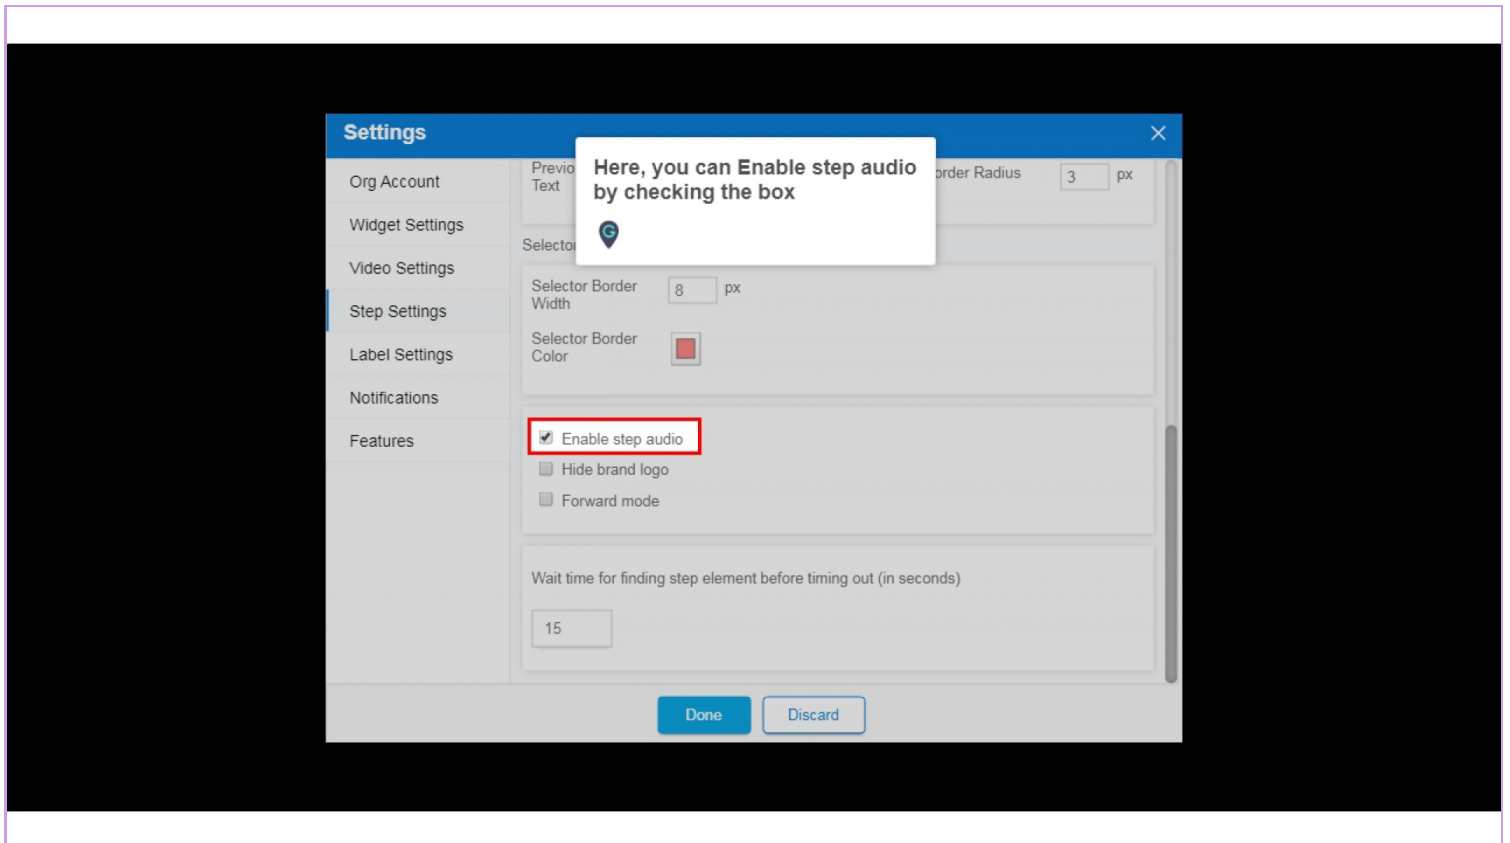 Settings
Org Account
Widget Settings
Video Settings
Step Settings
Label Settings
Notifications
Features
Here, you can Enable step audio
by checking the box
G
Text
Radius
3
px
Selector Border
Width
8
px
Selector Border
Color
Enable step audio
Hide brand logo
Forward mode
Wait time for finding step element before timing out (in seconds)
15
Done
Discard